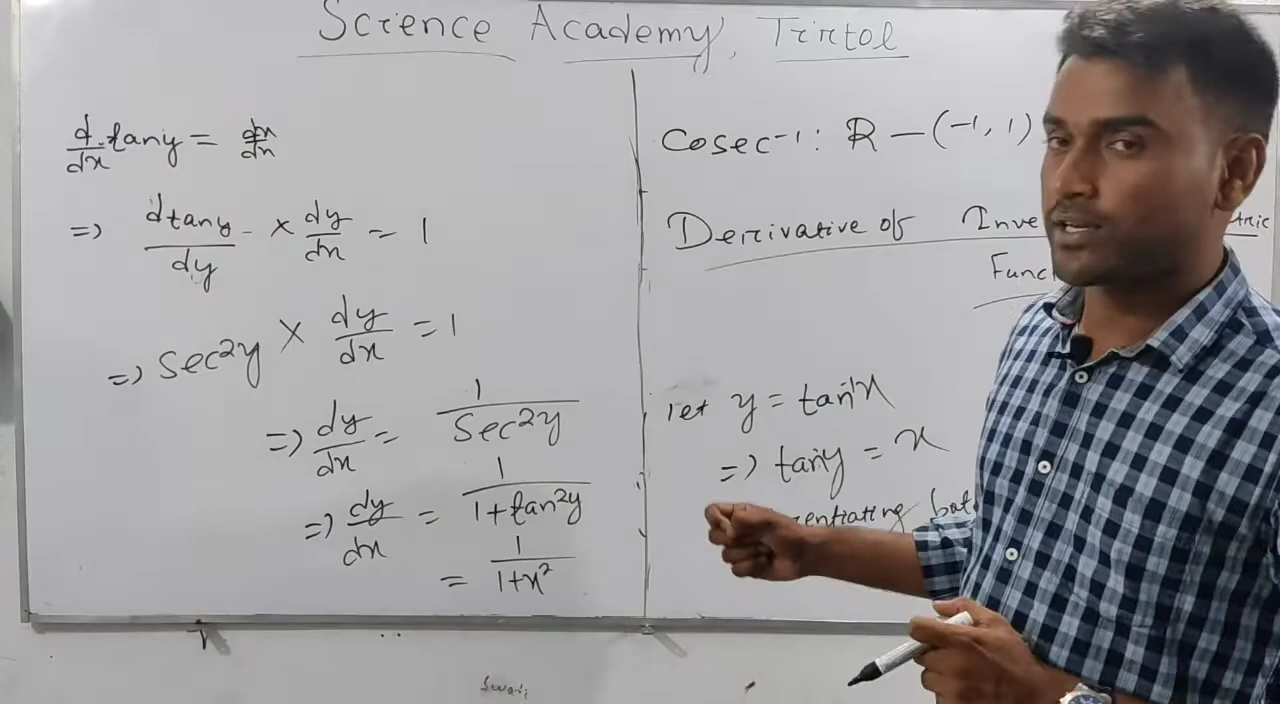 Science Academy, Tirtol
d/dx tany = dx/dx
=> dtany/dy × dy/dx = 1
=> Sec²y × dy/dx = 1
=> dy/dx = 1/Sec²y
=> dy/dx = 1/1+tan²y
= 1/1+x²
Cosec⁻¹: R – (-1, 1)
Derivative of Inve tric
Funct
let y = tan⁻¹x
=> tany = x
rentiating bot